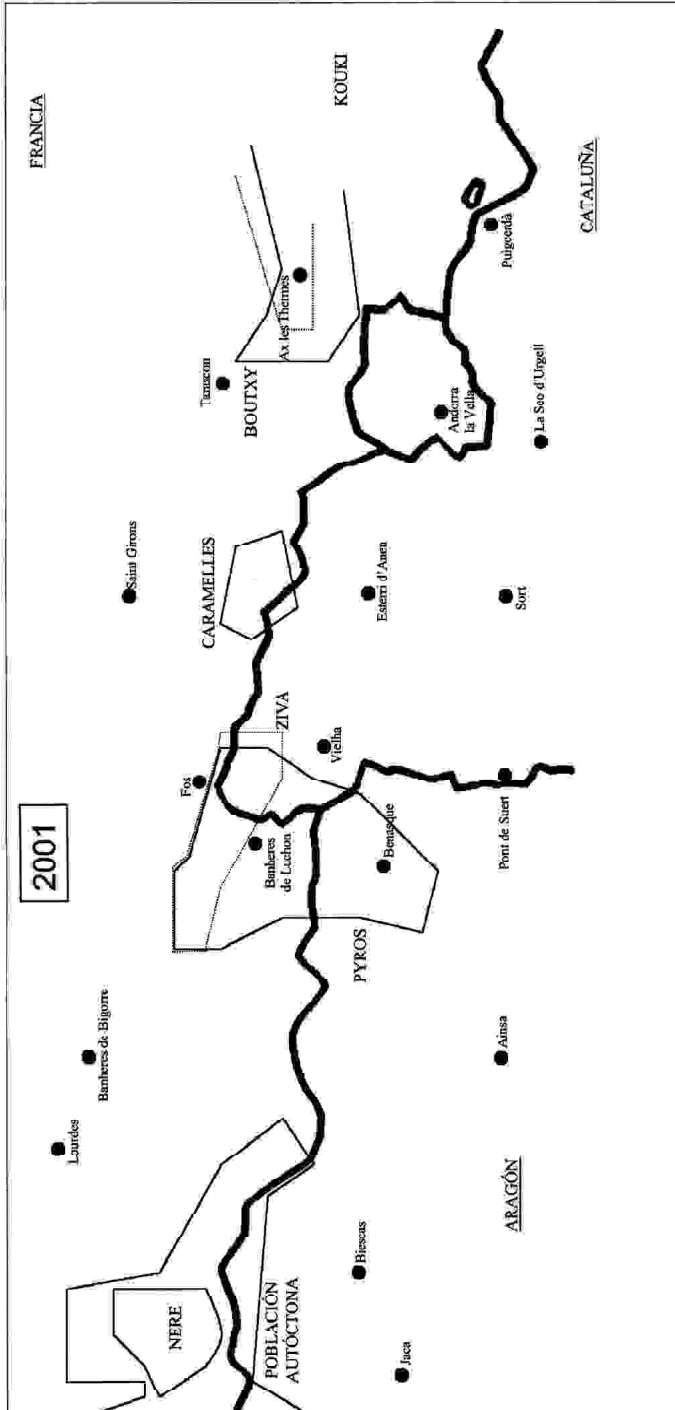 2001
FRANCIA
KOUKI
Lourdes
Banheres de Bigorre
Saint Girons
Tarascon
BOUTXY
Ax les Thermes
CARAMELLES
Fos
ZIVA
NERE
Banheres
de Luchon
Vielha
Esterri d'Aneu
Andorra
la Vella
Puigcerdà
CATALUÑA
POBLACIÓN
AUTÓCTONA
PYROS
Benasque
Biescas
Jaca
ARAGÓN
Ainsa
Pont de Suert
Sort
La Seo d'Urgell